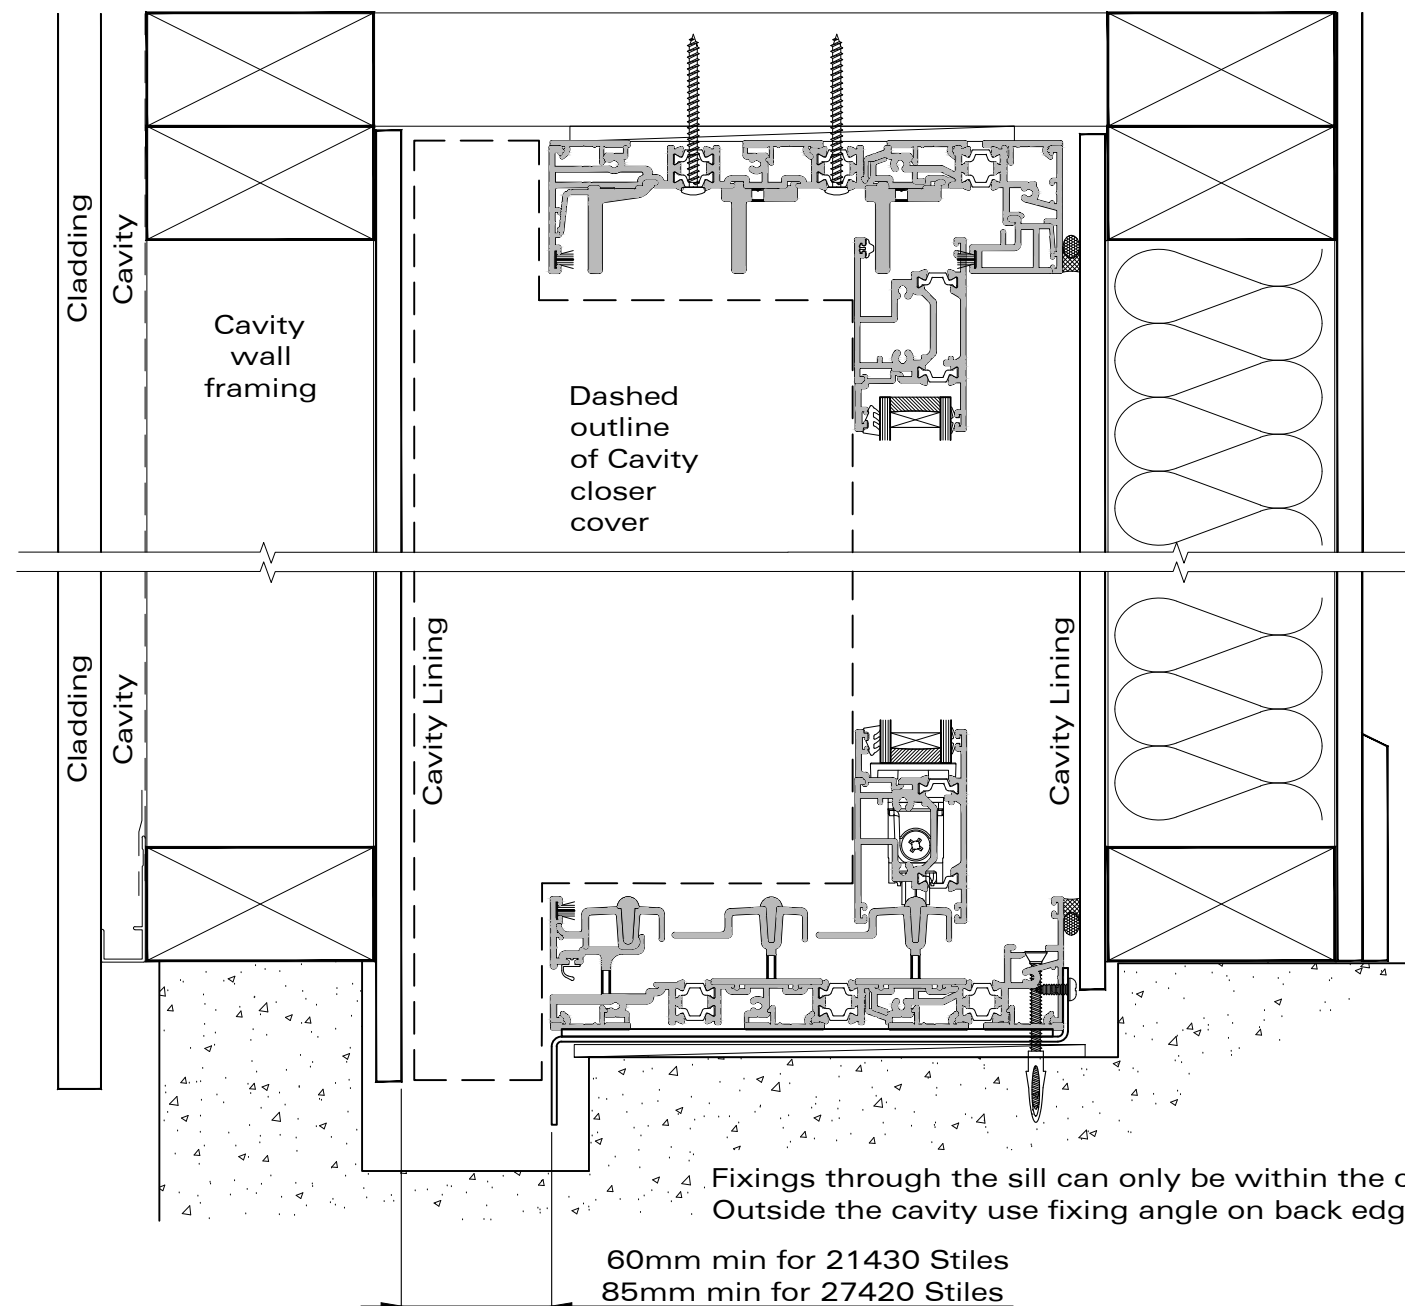 Cladding
Cavity
Cavity
wall
framing
Dashed
outline
of Cavity
closer
cover
Cladding
Cavity
Cavity Lining
Cavity Lining
Fixings through the sill can only be within the
Outside the cavity use fixing angle on back
60mm min for 21430 Stiles
85mm min for 27420 Stiles